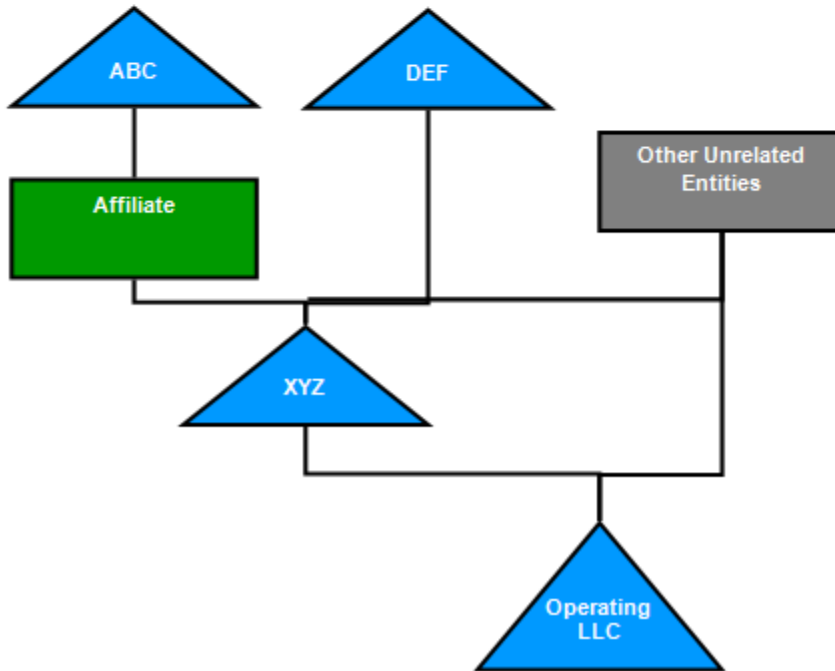 ABC
DEF
Other Unrelated
Entities
Affiliate
XYZ
Operating
LLC